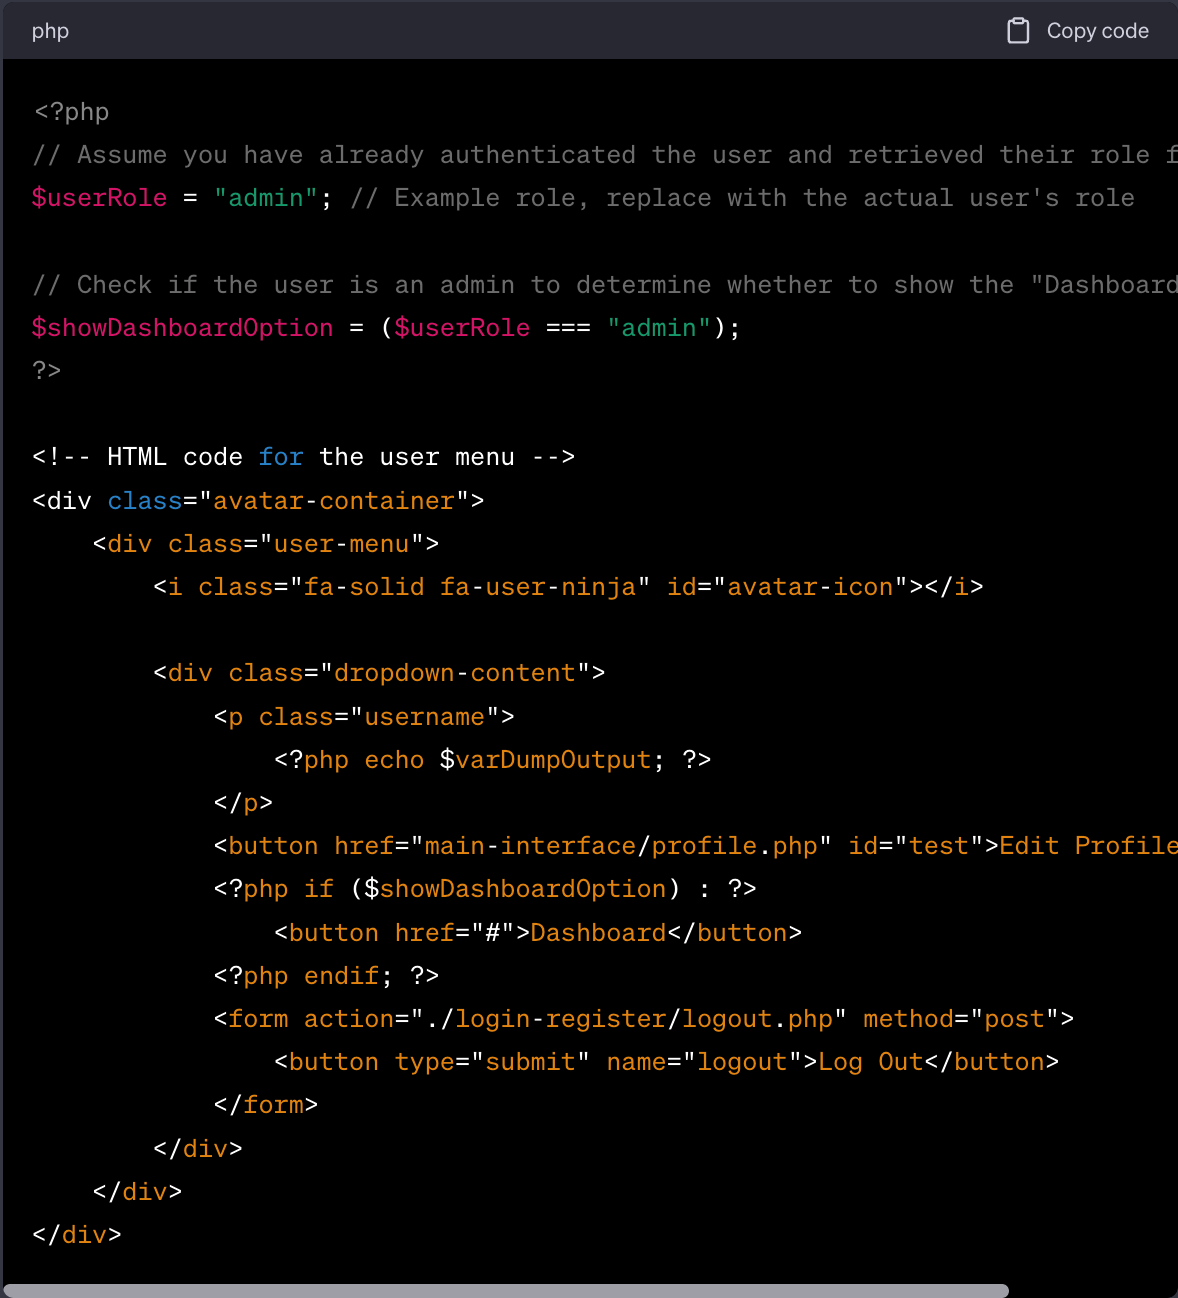 php
Copy code
<?php
// Assume you have already authenticated the user and retrieved their role f
$userRole = "admin"; // Example role, replace with the actual user's role
// Check if the user is an admin to determine whether to show the "Dashboard
$showDashboardOption = ($userRole === "admin");
?>
<!-- HTML code for the user menu -->
<div class="avatar-container">
    <div class="user-menu">
        <i class="fa-solid fa-user-ninja" id="avatar-icon"></i>
        <div class="dropdown-content">
            <p class="username">
                <?php echo $varDumpOutput; ?>
            </p>
            <button href="main-interface/profile.php" id="test">Edit Profile
            <?php if ($showDashboardOption) : ?>
                <button href="#">Dashboard</button>
            <?php endif; ?>
            <form action="./login-register/logout.php" method="post">
                <button type="submit" name="logout">Log Out</button>
            </form>
        </div>
    </div>
</div>